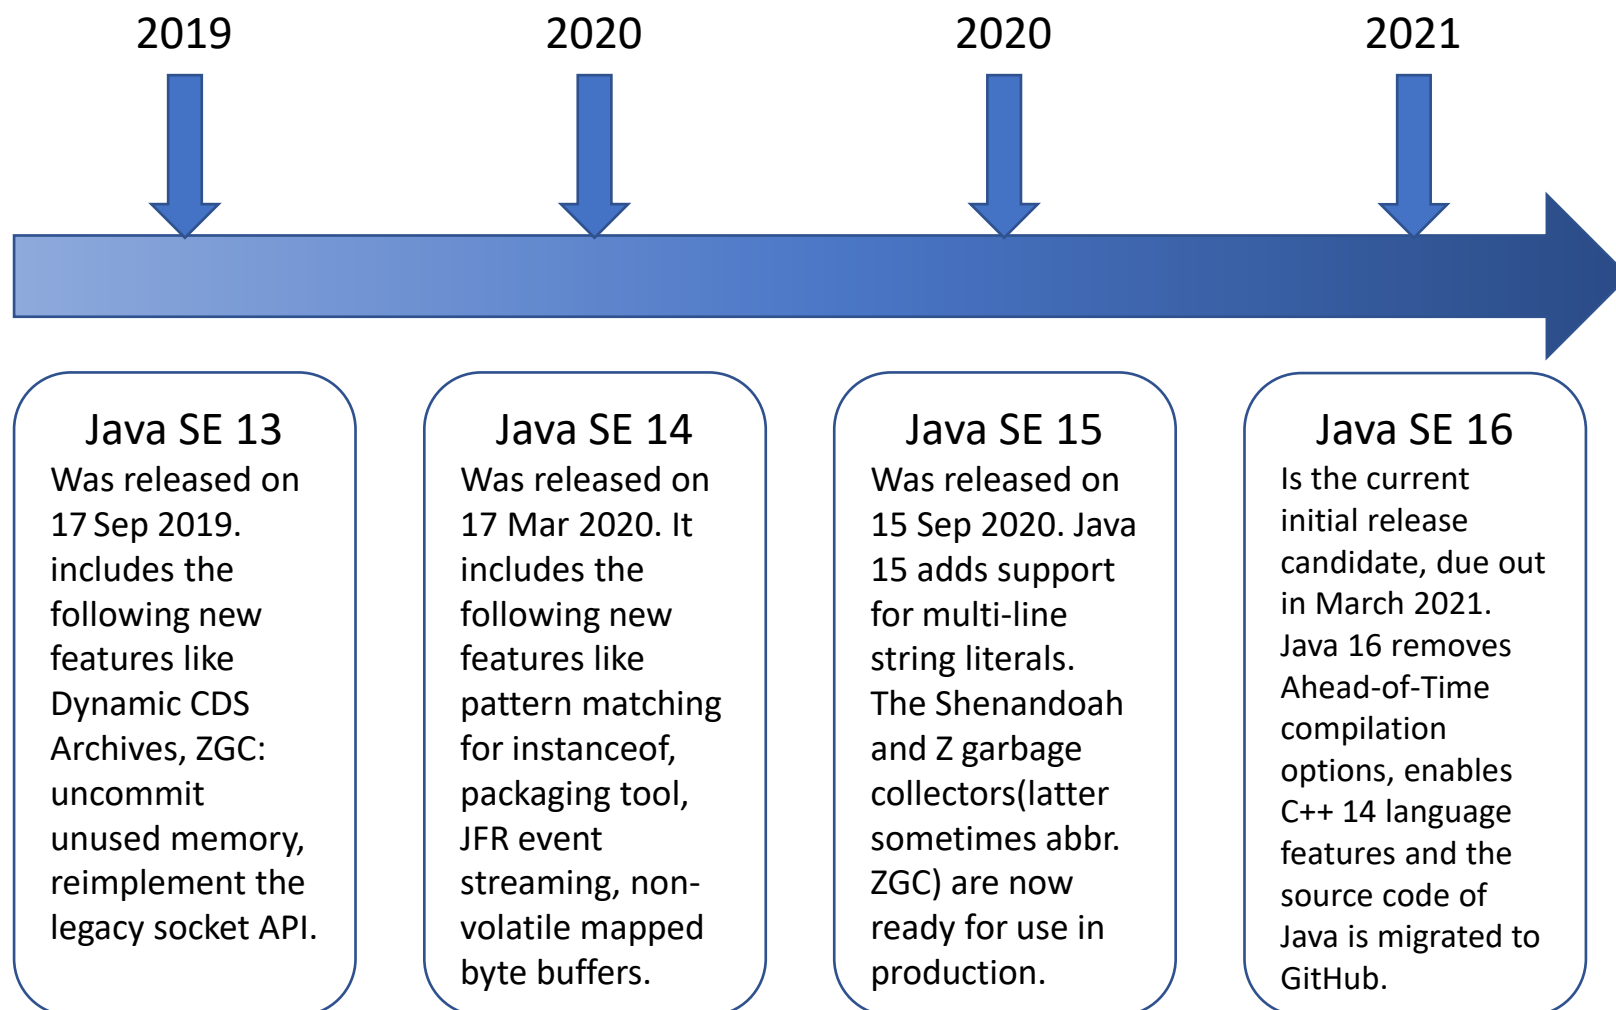 2019
2020
2020
2021
Java SE 13
Was released on
17 Sep 2019.
includes the
following new
features like
Dynamic CDS
Archives, ZGC:
uncommit
unused memory,
reimplement the
legacy socket API.
Java SE 14
Was released on
17 Mar 2020. It
includes the
following new
features like
pattern matching
for instanceof,
packaging tool,
JFR event
streaming, non-
volatile mapped
byte buffers.
Java SE 15
Was released on
15 Sep 2020. Java
15 adds support
for multi-line
string literals.
The Shenandoah
and Z garbage
collectors(latter
sometimes abbr.
ZGC) are now
ready for use in
production.
Java SE 16
Is the current
initial release
candidate, due out
in March 2021.
Java 16 removes
Ahead-of-Time
compilation
options, enables
C++ 14 language
features and the
source code of
Java is migrated to
GitHub.